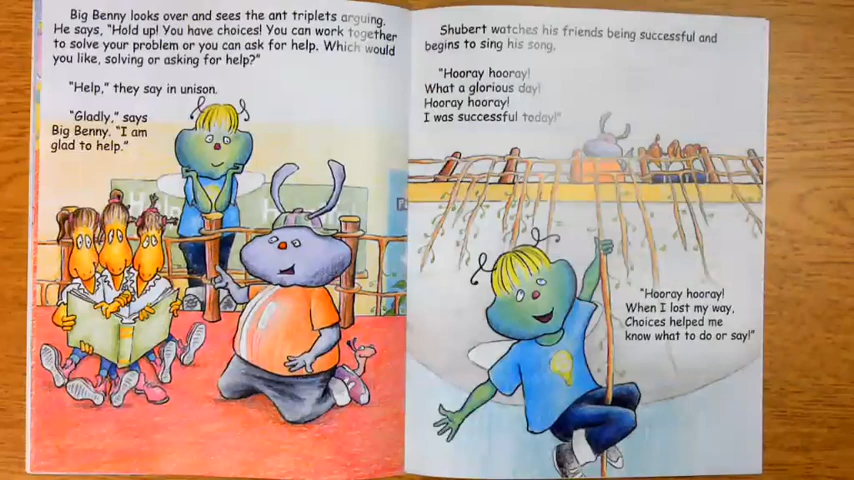 Big Benny looks over and sees the ant triplets arguing.
He says, "Hold up! You have choices! You can work together
to solve your problem or you can ask for help. Which would
you like, solving or asking for help?"
"Help," they say in unison.
"Gladly," says
Big Benny. "I am
glad to help."
Shubert watches his friends being successful and
begins to sing his song.
"Hooray hooray!
What a glorious day!
Hooray hooray!
I was successful today!"
"Hooray hooray!
When I lost my way,
Choices helped me
know what to do or say!"